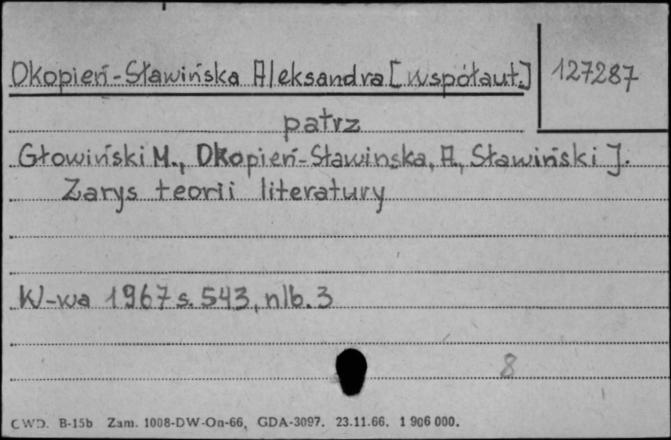 Okopień-Sławińska Aleksandra [współaut.] 127287
patrz
Głowiński M., Okopień-Sławinska, A., Sławiński J.
Zarys teorii literatury
W-wa 1967 s. 543, nlb. 3
8
CWD. B-15b Zam. 1008-DW-On-66, GDA-3097. 23.11.66. 1 906 000.